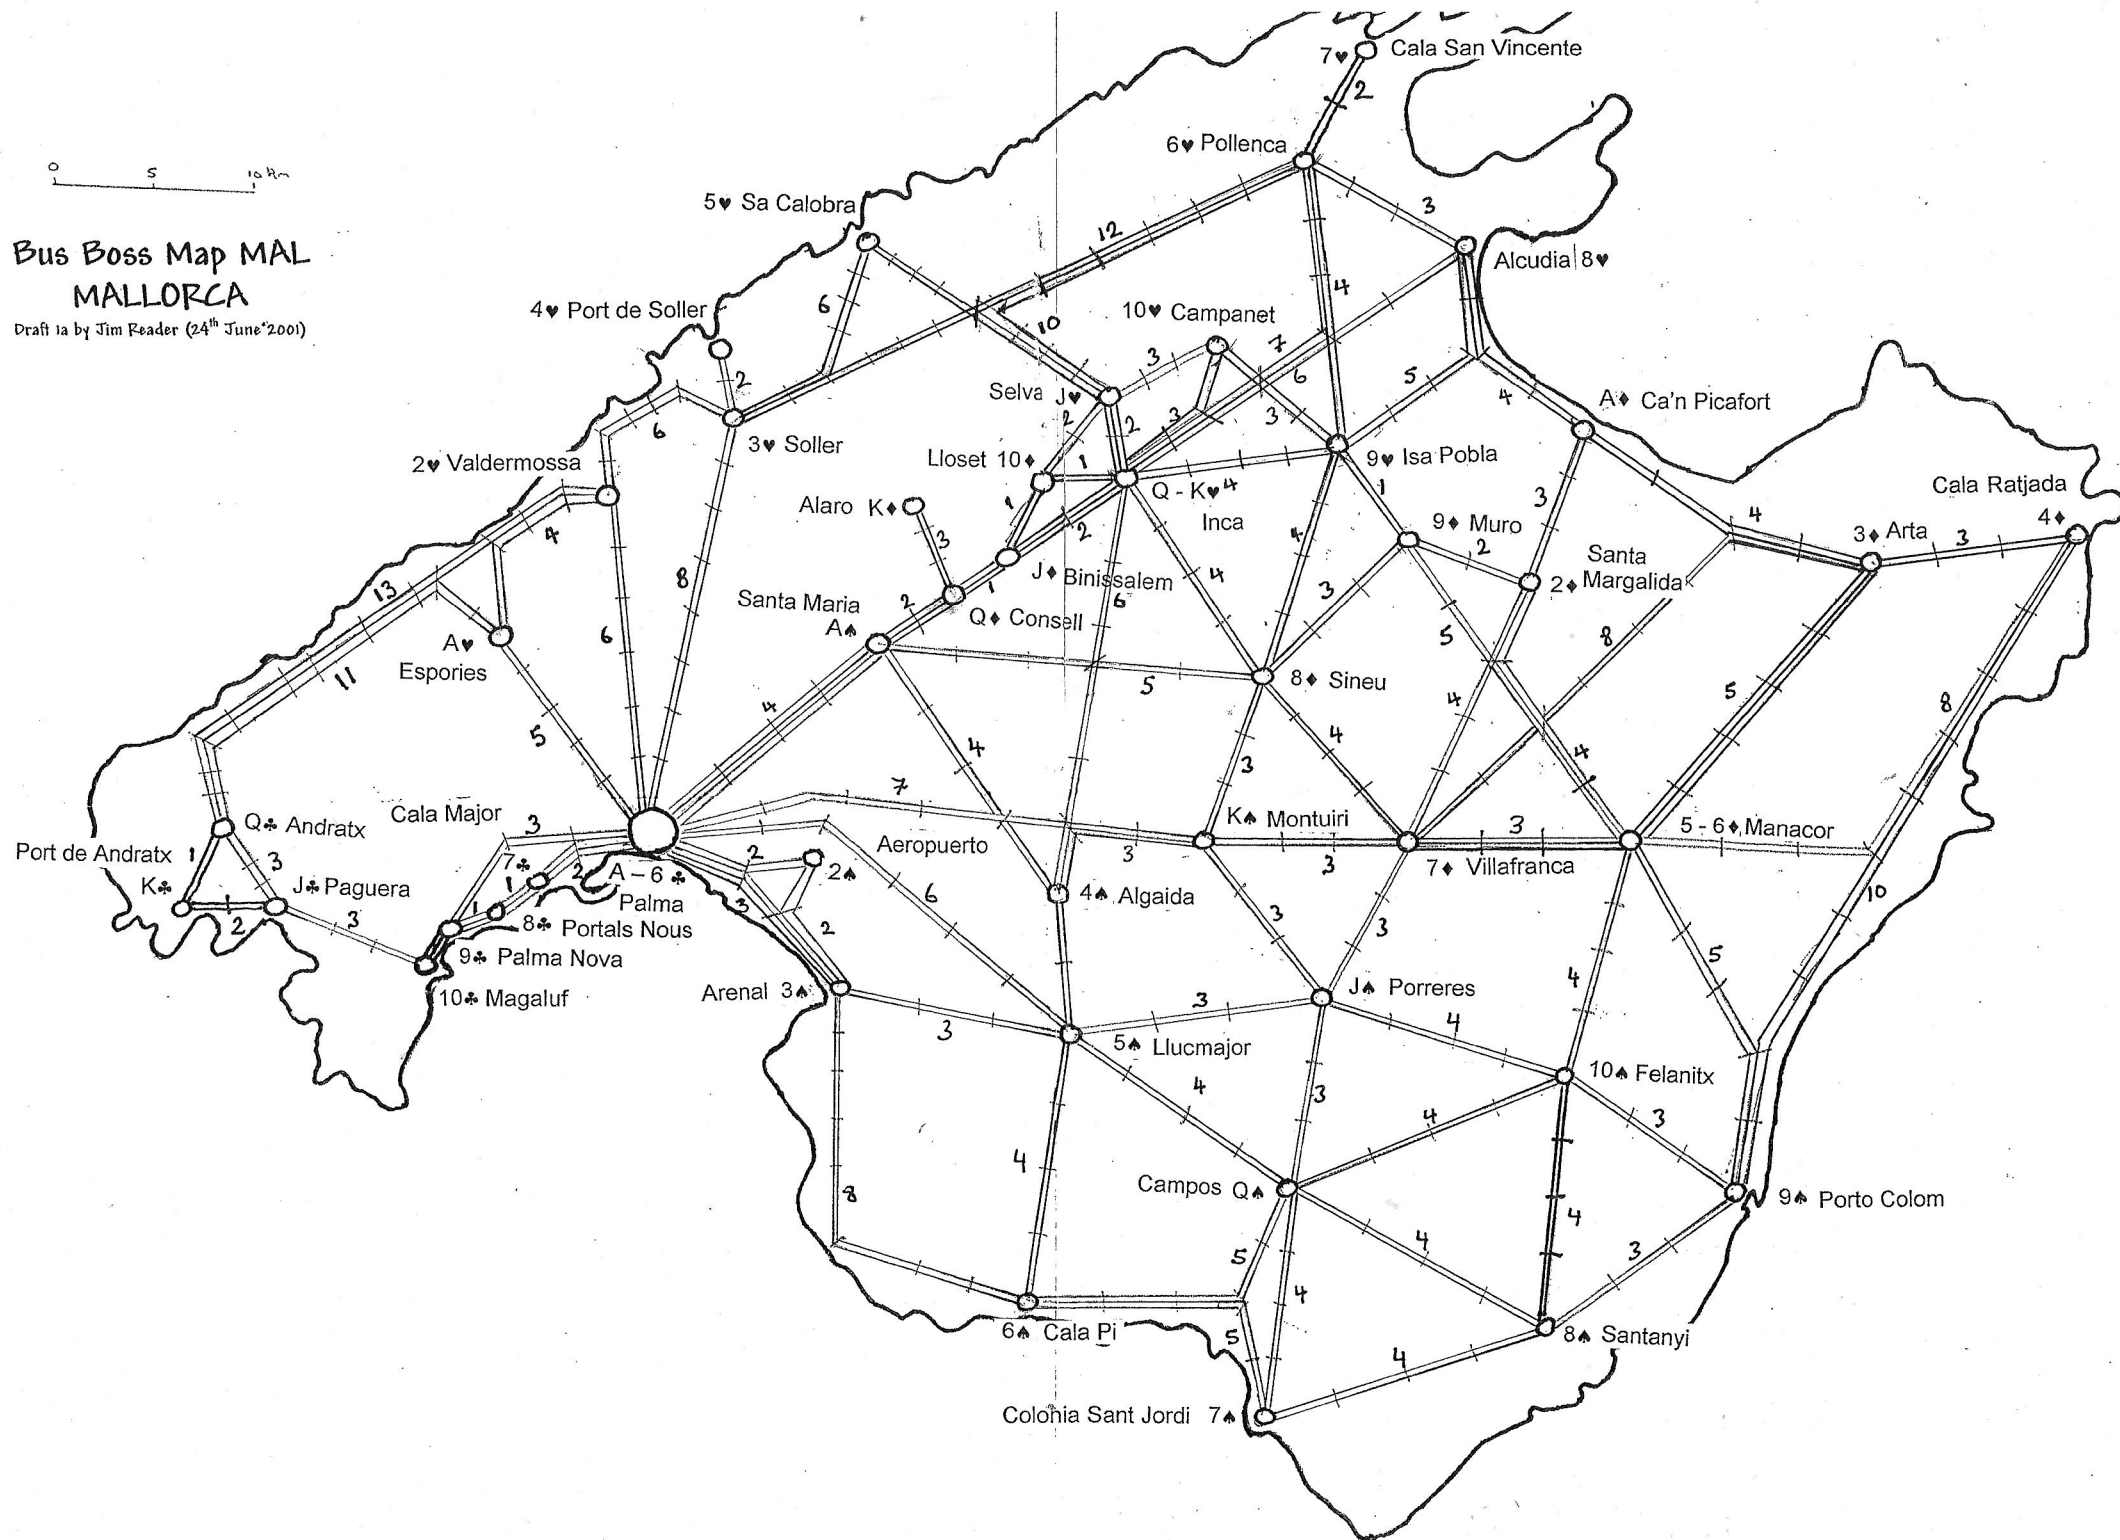 0 5 10 Km
Bus Boss Map MAL
MALLORCA
Draft 1a by Jim Reader (24th June 2001)
7♥ Cala San Vincente
2
6♥ Pollenca
3
12
5♥ Sa Calobra
Alcudia 8♥
6
4
4♥ Port de Soller
10♥ Campanet
10
7
2
3
6
5
Selva J♥
4
A♦ Ca'n Picafort
6
2
2
3
3
3♥ Soller
2♥ Valdermossa
Lloset 10♦
1
9♥ Isa Pobla
Q - K♥ 4
1
Cala Ratjada
4♦
Alaro K♦
Inca
3
9♦ Muro
4
3♦ Arta
3
4
1
2
4
2
3
J♦ Binissalem
Santa
Margalida
2♦
13
8
4
3
Santa Maria
A♠
2
1
Q♦ Consell
6
6
A♥
Espories
5
8
11
5
8♦ Sineu
5
4
4
8
5
4
3
4
4
7
Cala Major
3
Q♣ Andratx
K♠ Montuiri
3
5 - 6♦ Manacor
Port de Andratx
K♣
1
3
7♣
2
2
Aeropuerto
3
3
7♦ Villafranca
1
A - 6♣
2♠
J♣ Paguera
1
Palma
3
6
4♠ Algaida
10
2
3
8♣ Portals Nous
2
3
3
5
9♣ Palma Nova
10♣ Magaluf
Arenal 3♠
3
3
J♠ Porreres
4
4
5♠ Llucmajor
10♠ Felanitx
4
3
4
3
4
Campos Q♠
8
4
9♠ Porto Colom
4
5
3
4
6♠ Cala Pi
5
8♠ Santanyi
4
Colonia Sant Jordi 7♠